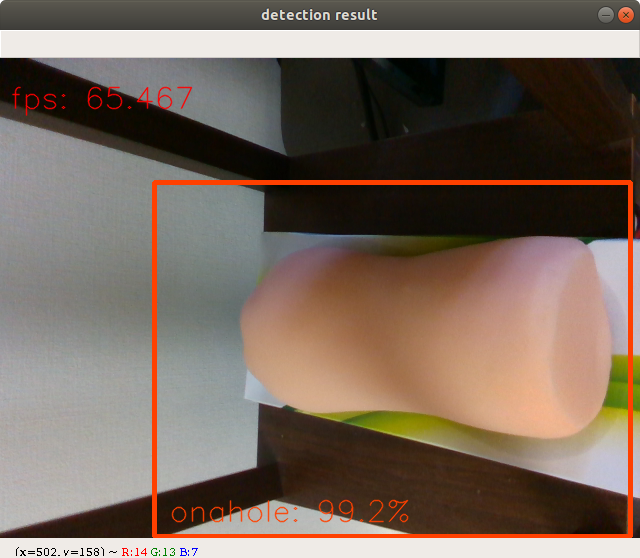 detection result
fps: 65.467
onahole: 99.2%
(x=502, y=158) ~ R:14 G:13 B:7